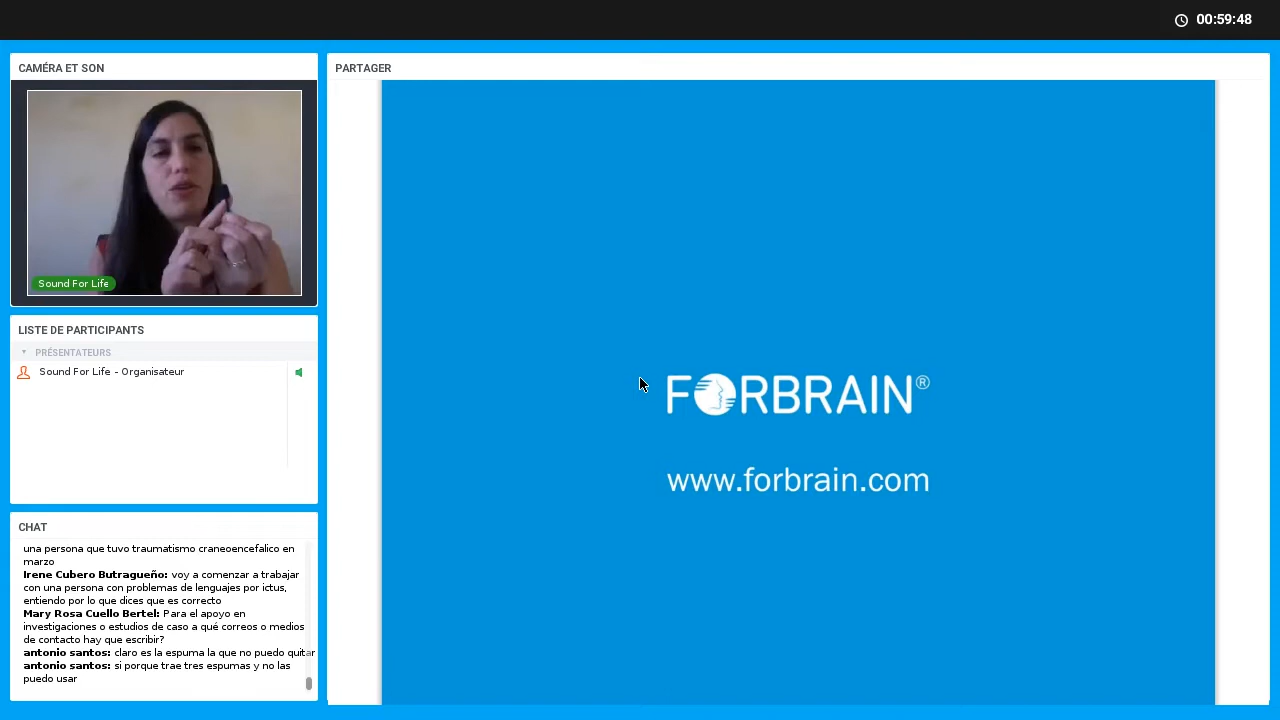 00:59:48
CAMÉRA ET SON
PARTAGER
Sound For Life
LISTE DE PARTICIPANTS
PRÉSENTATEURS
Sound For Life - Organisateur
CHAT
una persona que tuvo traumatismo craneoencefalico en
marzo
Irene Cubero Butragueño: voy a comenzar a trabajar
con una persona con problemas de lenguajes por ictus,
entiendo por lo que dices que es correcto
Mary Rosa Cuello Bertel: Para el apoyo en
investigaciones o estudios de caso a qué correos o medios
de contacto hay que escribir?
antonio santos: claro es la espuma la que no puedo quitar
antonio santos: si porque trae tres espumas y no las
puedo usar
FORBRAIN®
www.forbrain.com